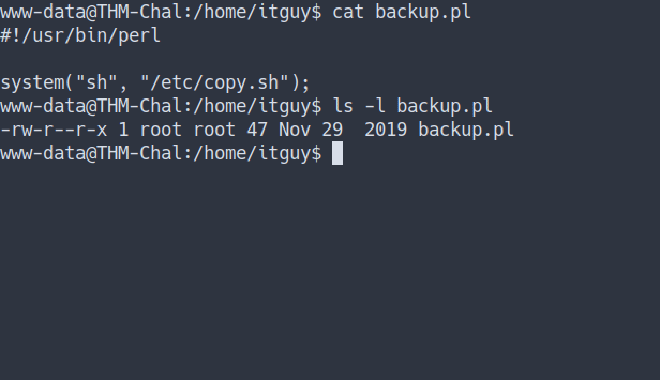 www-data@THM-Chal:/home/itguy$ cat backup.pl
#!/usr/bin/perl

system("sh", "/etc/copy.sh");
www-data@THM-Chal:/home/itguy$ ls -l backup.pl
-rw-r--r-x 1 root root 47 Nov 29  2019 backup.pl
www-data@THM-Chal:/home/itguy$